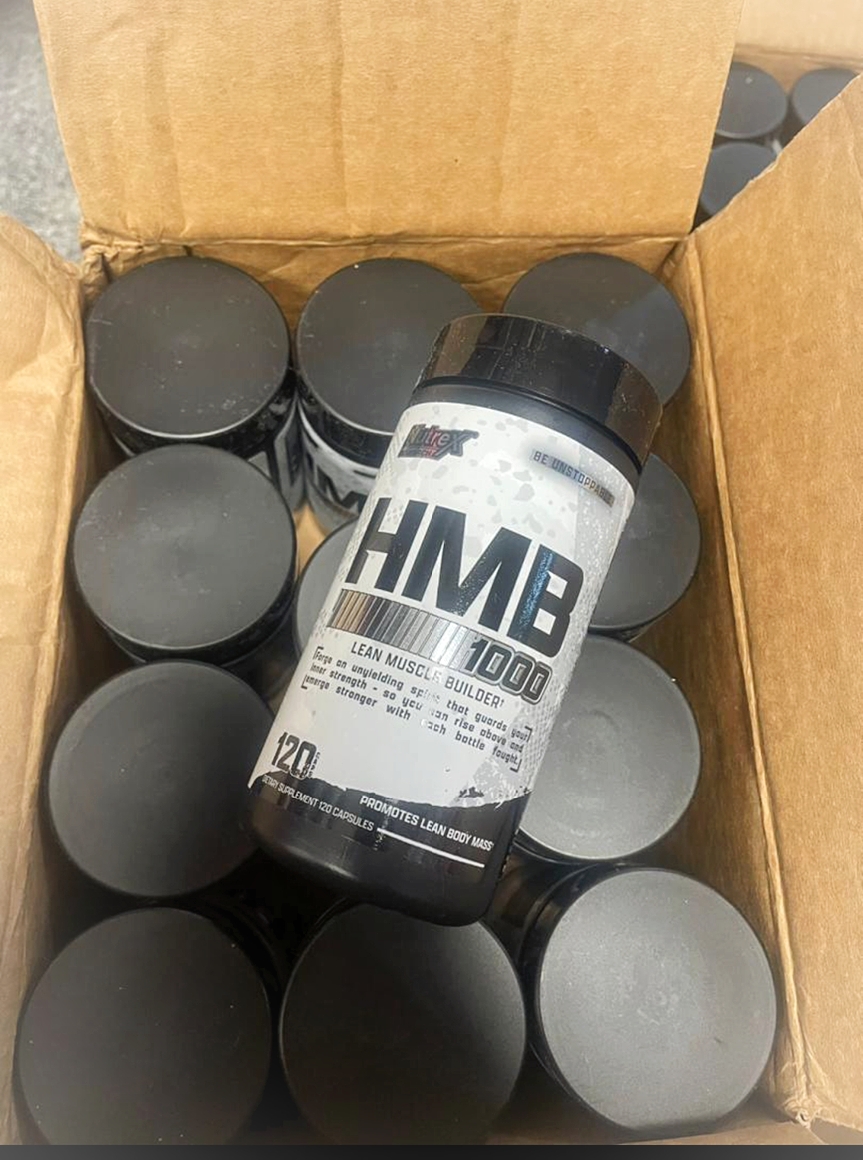 Nutrex
BE UNSTOPPABLE
HMB
1000
LEAN MUSCLE BUILDER†
[Forge an unyielding spirit that guards your
inner strength - so you can rise above and
emerge stronger with each battle fought.]
120
DIETARY SUPPLEMENT 120 CAPSULES
PROMOTES LEAN BODY MASS†